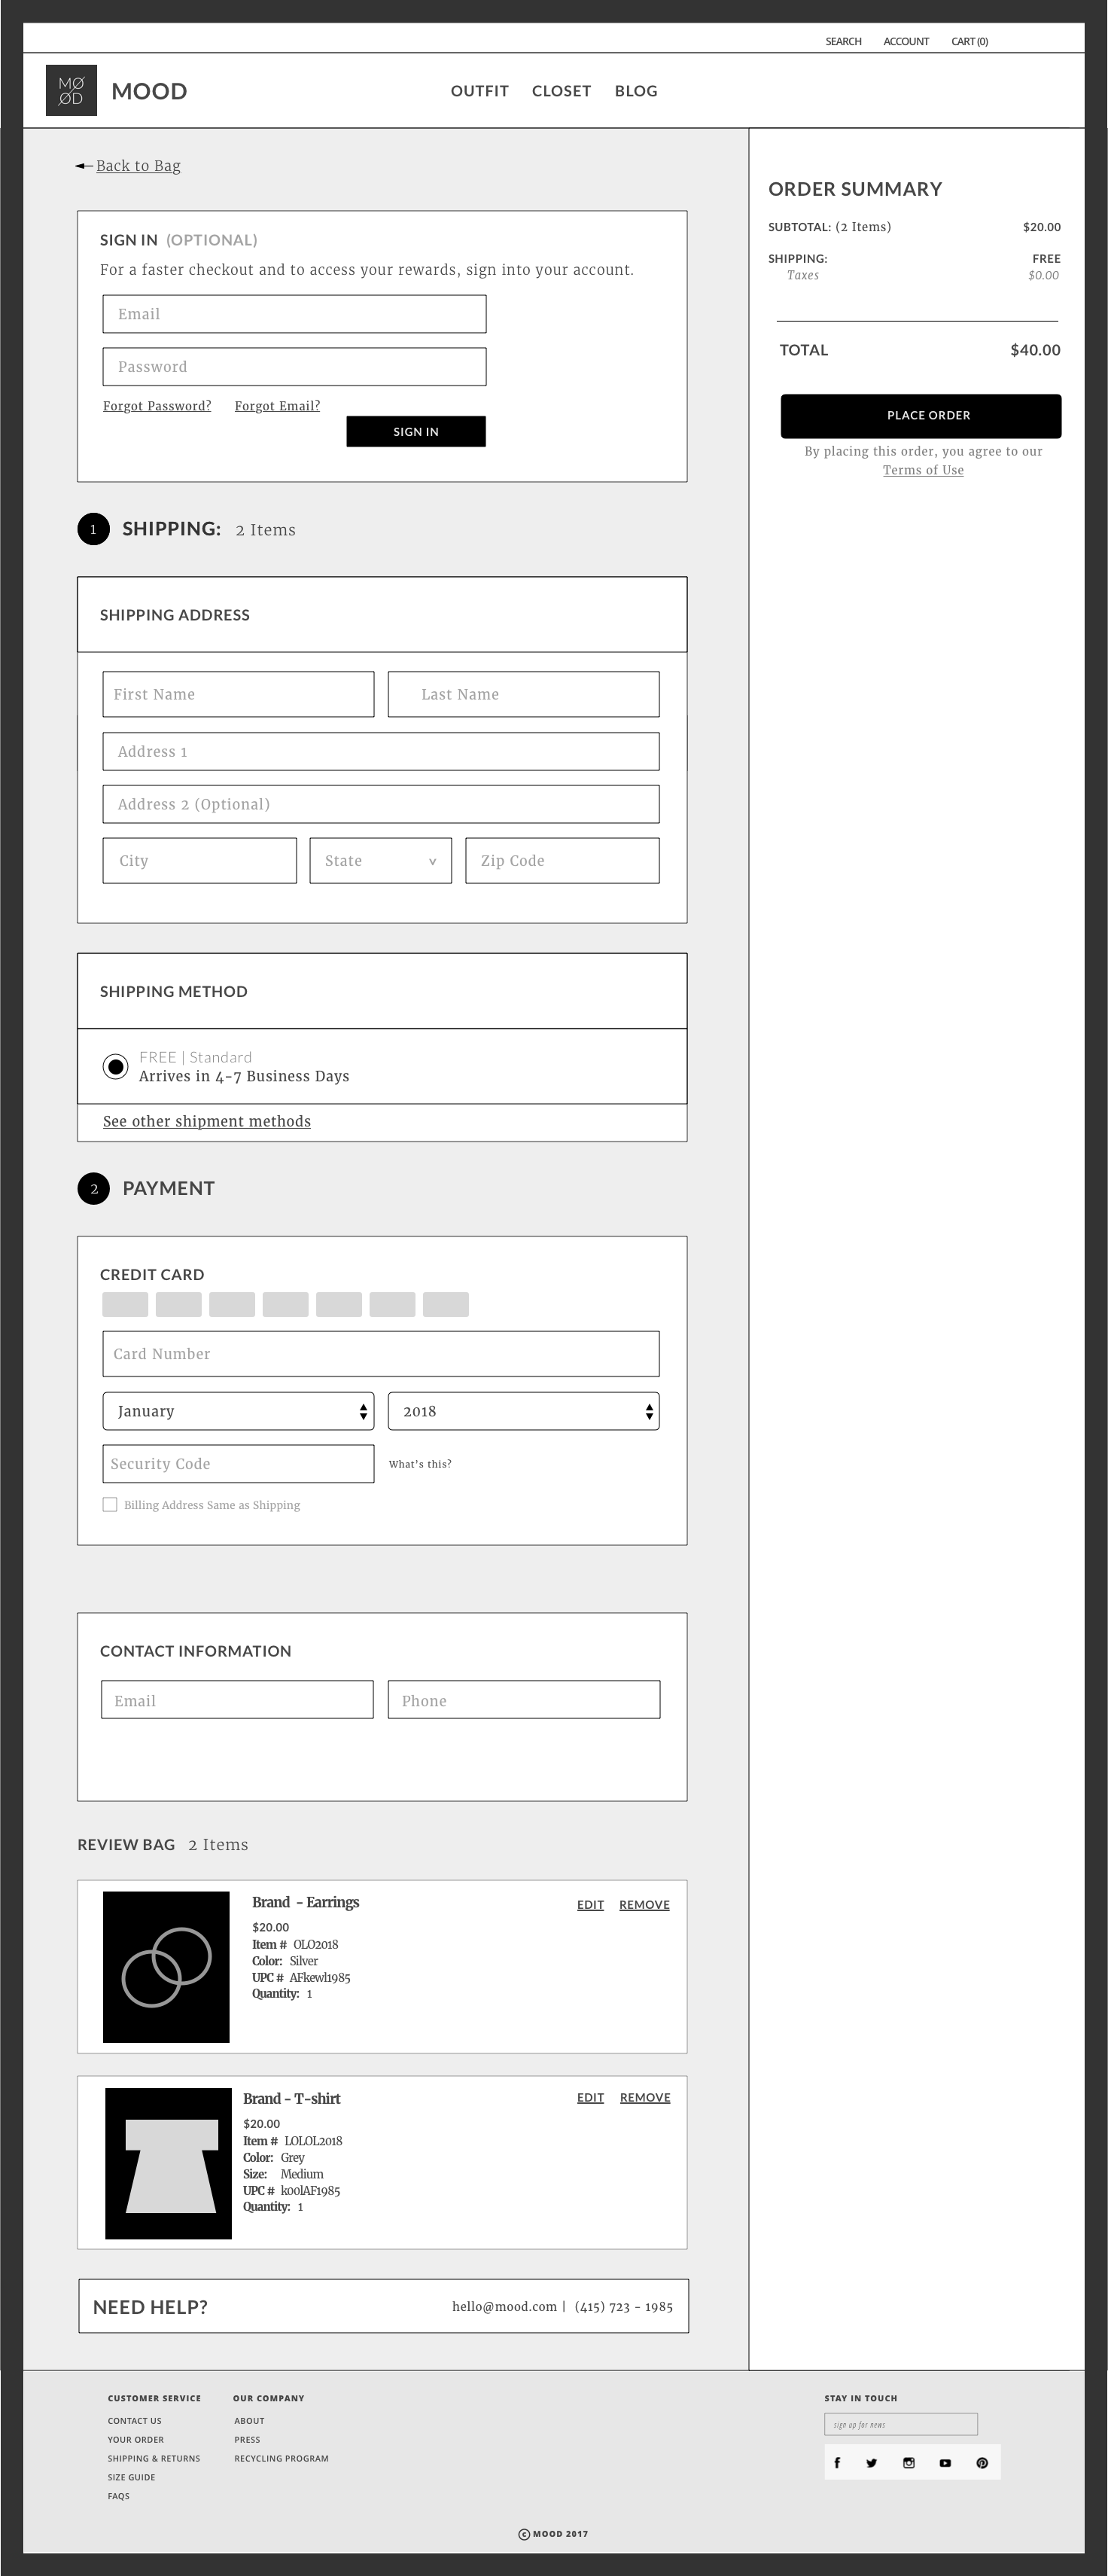 SEARCH ACCOUNT CART (0)
MØ
ØD
MOOD
OUTFIT CLOSET BLOG
Back to Bag
SIGN IN (OPTIONAL)
For a faster checkout and to access your rewards, sign into your account.
Email
Password
Forgot Password? Forgot Email?
SIGN IN
1 SHIPPING: 2 Items
SHIPPING ADDRESS
First Name Last Name
Address 1
Address 2 (Optional)
City State v Zip Code
SHIPPING METHOD
FREE | Standard
Arrives in 4-7 Business Days
See other shipment methods
2 PAYMENT
CREDIT CARD
Card Number
January 2018
Security Code What's this?
Billing Address Same as Shipping
CONTACT INFORMATION
Email Phone
REVIEW BAG 2 Items
Brand - Earrings EDIT REMOVE
$20.00
Item # OLO2018
Color: Silver
UPC # AFkewl1985
Quantity: 1
Brand - T-shirt EDIT REMOVE
$20.00
Item # LOLOL2018
Color: Grey
Size: Medium
UPC # koolAF1985
Quantity: 1
NEED HELP? hello@mood.com | (415) 723 - 1985
ORDER SUMMARY
SUBTOTAL: (2 Items) $20.00
SHIPPING: FREE
Taxes $0.00
TOTAL $40.00
PLACE ORDER
By placing this order, you agree to our
Terms of Use
CUSTOMER SERVICE
CONTACT US
YOUR ORDER
SHIPPING & RETURNS
SIZE GUIDE
FAQS
OUR COMPANY
ABOUT
PRESS
RECYCLING PROGRAM
STAY IN TOUCH
sign up for news
© MOOD 2017